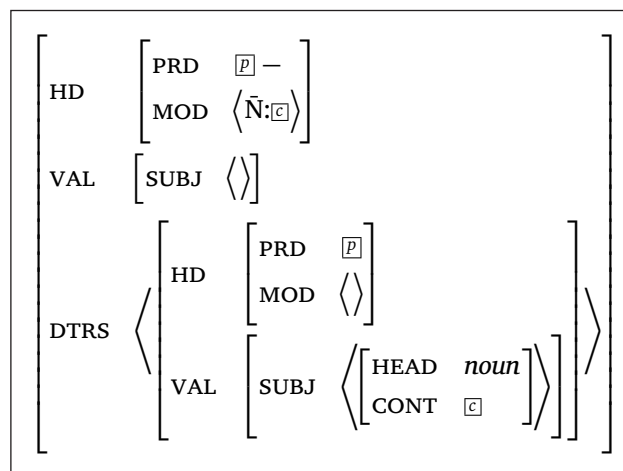 PRD [p] –
HD
MOD ⟨N̄:[c]⟩
VAL [SUBJ ⟨⟩]
PRD [p]
HD
MOD ⟨⟩
DTRS
HEAD noun
VAL SUBJ
CONT [c]